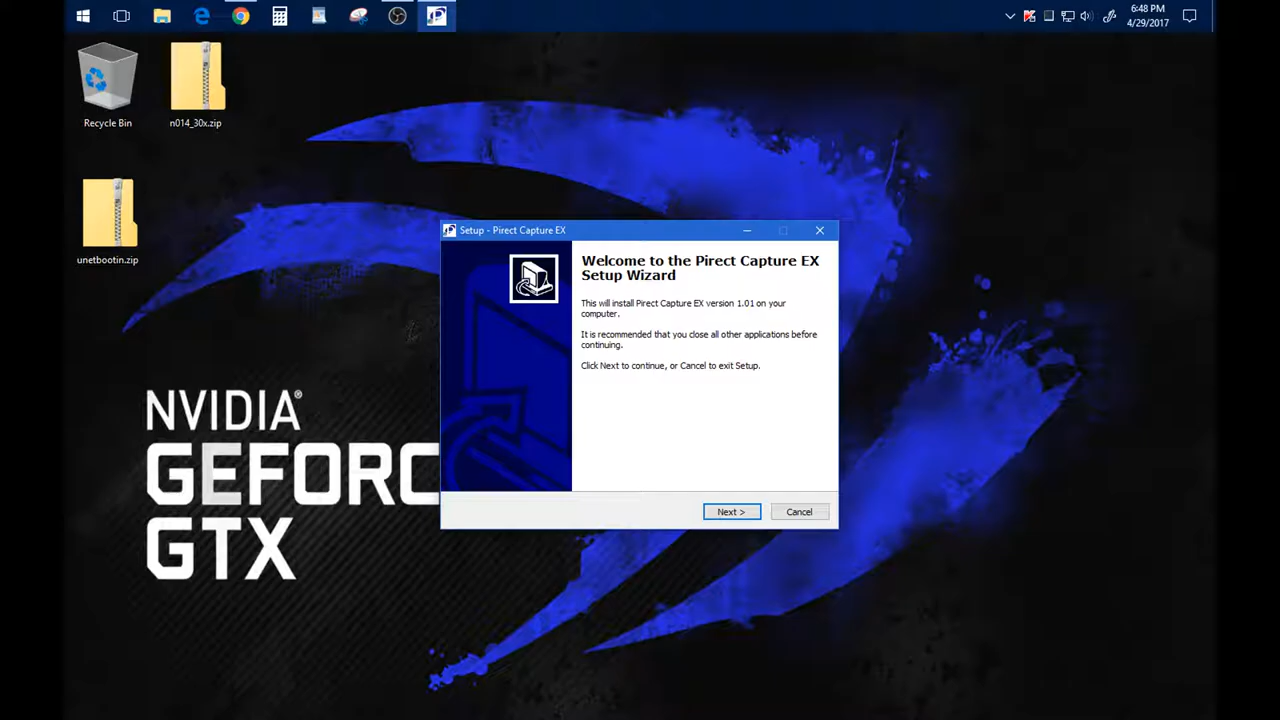 6:48 PM
4/29/2017
Recycle Bin
n014_30x.zip
unetbootin.zip
Setup - Pirect Capture EX
Welcome to the Pirect Capture EX
Setup Wizard
This will install Pirect Capture EX version 1.01 on your
computer.
It is recommended that you close all other applications before
continuing.
Click Next to continue, or Cancel to exit Setup.
Next >
Cancel
NVIDIA®
GEFORC
GTX